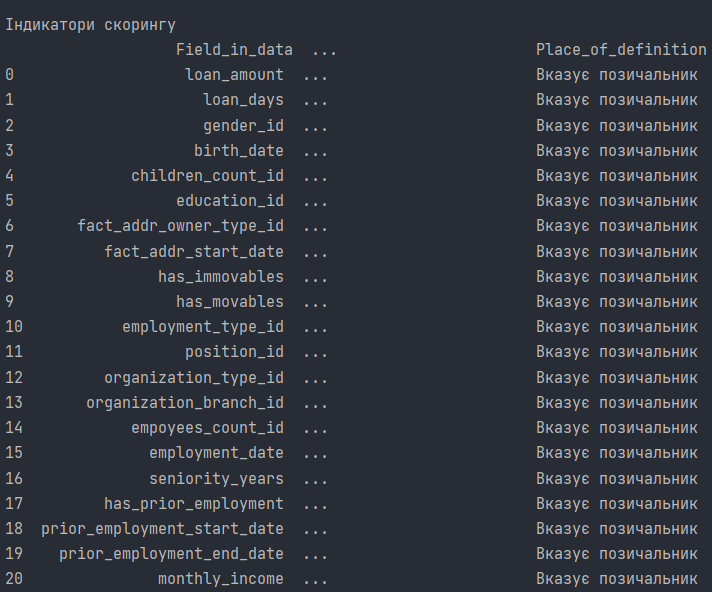 Індикатори скорингу
Field_in_data ... Place_of_definition
0 loan_amount ... Вказує позичальник
1 loan_days ... Вказує позичальник
2 gender_id ... Вказує позичальник
3 birth_date ... Вказує позичальник
4 children_count_id ... Вказує позичальник
5 education_id ... Вказує позичальник
6 fact_addr_owner_type_id ... Вказує позичальник
7 fact_addr_start_date ... Вказує позичальник
8 has_immovables ... Вказує позичальник
9 has_movables ... Вказує позичальник
10 employment_type_id ... Вказує позичальник
11 position_id ... Вказує позичальник
12 organization_type_id ... Вказує позичальник
13 organization_branch_id ... Вказує позичальник
14 empoyees_count_id ... Вказує позичальник
15 employment_date ... Вказує позичальник
16 seniority_years ... Вказує позичальник
17 has_prior_employment ... Вказує позичальник
18 prior_employment_start_date ... Вказує позичальник
19 prior_employment_end_date ... Вказує позичальник
20 monthly_income ... Вказує позичальник